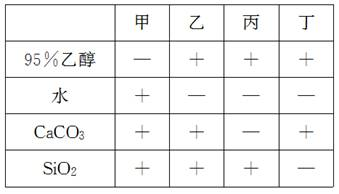 甲 乙 丙 丁
95%乙醇 — + + +
水 + — — —
CaCO₃ + + — +
SiO₂ + + + —